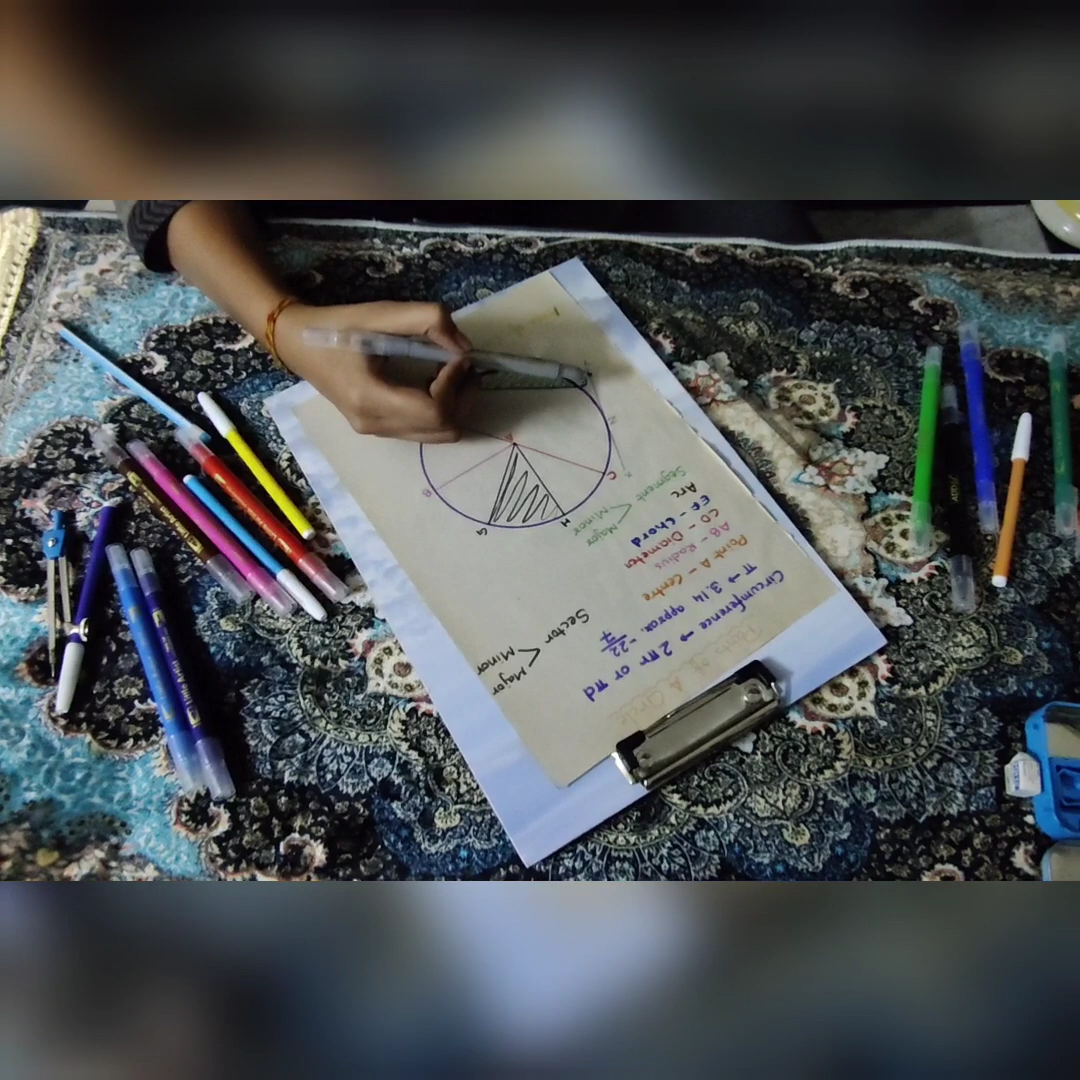 Parts of A Circle
Circumference → 2πr or πd
π → 3.14 approx. - 22/7
Point A - Centre
AB - Radius
CD - Diameter
EF - Chord
Arc
Segment < Major
Minor
Sector < Major
Minor
C
B
G
H